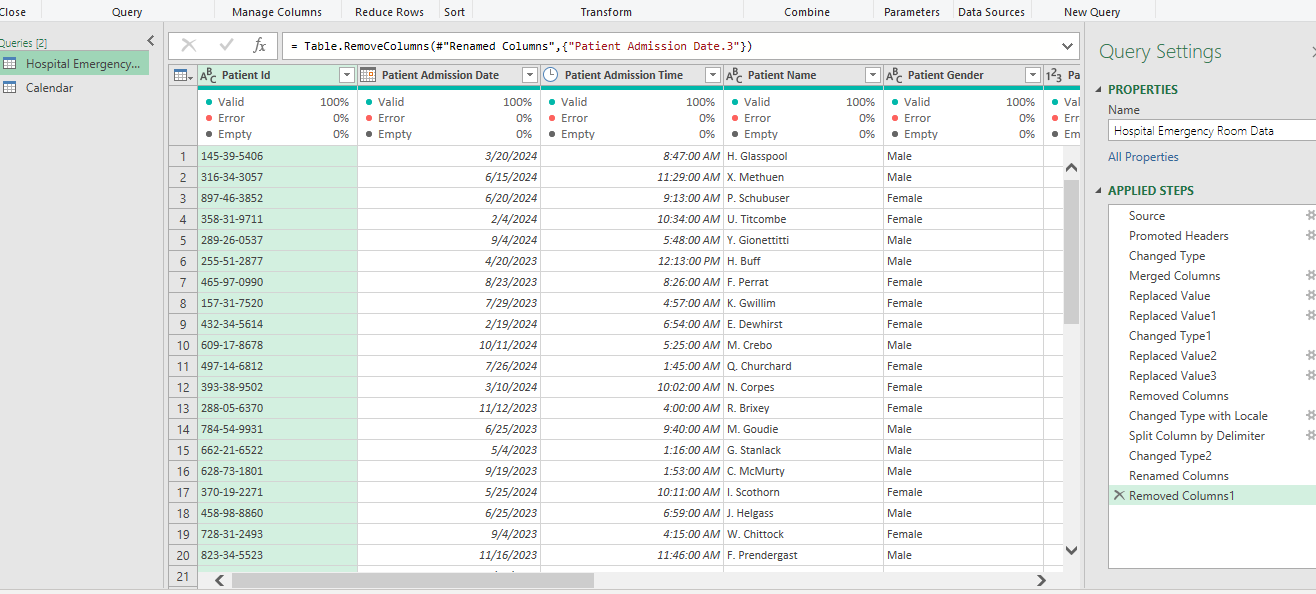 Close Query Manage Columns Reduce Rows Sort Transform Combine Parameters Data Sources New Query
Queries [2]
Hospital Emergency...
Calendar
fx = Table.RemoveColumns(#"Renamed Columns",{"Patient Admission Date.3"})
ABC Patient Id Patient Admission Date Patient Admission Time ABC Patient Name ABC Patient Gender 123 Pa
Valid 100% Valid 100% Valid 100% Valid 100% Valid 100% Val
Error 0% Error 0% Error 0% Error 0% Error 0% Err
Empty 0% Empty 0% Empty 0% Empty 0% Empty 0% Em
1 145-39-5406 3/20/2024 8:47:00 AM H. Glasspool Male
2 316-34-3057 6/15/2024 11:29:00 AM X. Methuen Male
3 897-46-3852 6/20/2024 9:13:00 AM P. Schubuser Female
4 358-31-9711 2/4/2024 10:34:00 AM U. Titcombe Female
5 289-26-0537 9/4/2024 5:48:00 AM Y. Gionettitti Male
6 255-51-2877 4/20/2023 12:13:00 PM H. Buff Male
7 465-97-0990 8/23/2023 8:26:00 AM F. Perrat Female
8 157-31-7520 7/29/2023 4:57:00 AM K. Gwillim Female
9 432-34-5614 2/19/2024 6:54:00 AM E. Dewhirst Female
10 609-17-8678 10/11/2024 5:25:00 AM M. Crebo Male
11 497-14-6812 7/26/2024 1:45:00 AM Q. Churchard Female
12 393-38-9502 3/10/2024 10:02:00 AM N. Corpes Female
13 288-05-6370 11/12/2023 4:00:00 AM R. Brixey Female
14 784-54-9931 6/25/2023 9:40:00 AM M. Goudie Male
15 662-21-6522 5/4/2023 1:16:00 AM G. Stanlack Male
16 628-73-1801 9/19/2023 1:53:00 AM C. McMurty Male
17 370-19-2271 5/25/2024 10:11:00 AM I. Scothorn Female
18 458-98-8860 6/25/2023 6:59:00 AM J. Helgass Male
19 728-31-2493 9/4/2023 4:15:00 AM W. Chittock Female
20 823-34-5523 11/16/2023 11:46:00 AM F. Prendergast Male
21
Query Settings
PROPERTIES
Name
Hospital Emergency Room Data
All Properties
APPLIED STEPS
Source
Promoted Headers
Changed Type
Merged Columns
Replaced Value
Replaced Value1
Changed Type1
Replaced Value2
Replaced Value3
Removed Columns
Changed Type with Locale
Split Column by Delimiter
Changed Type2
Renamed Columns
Removed Columns1